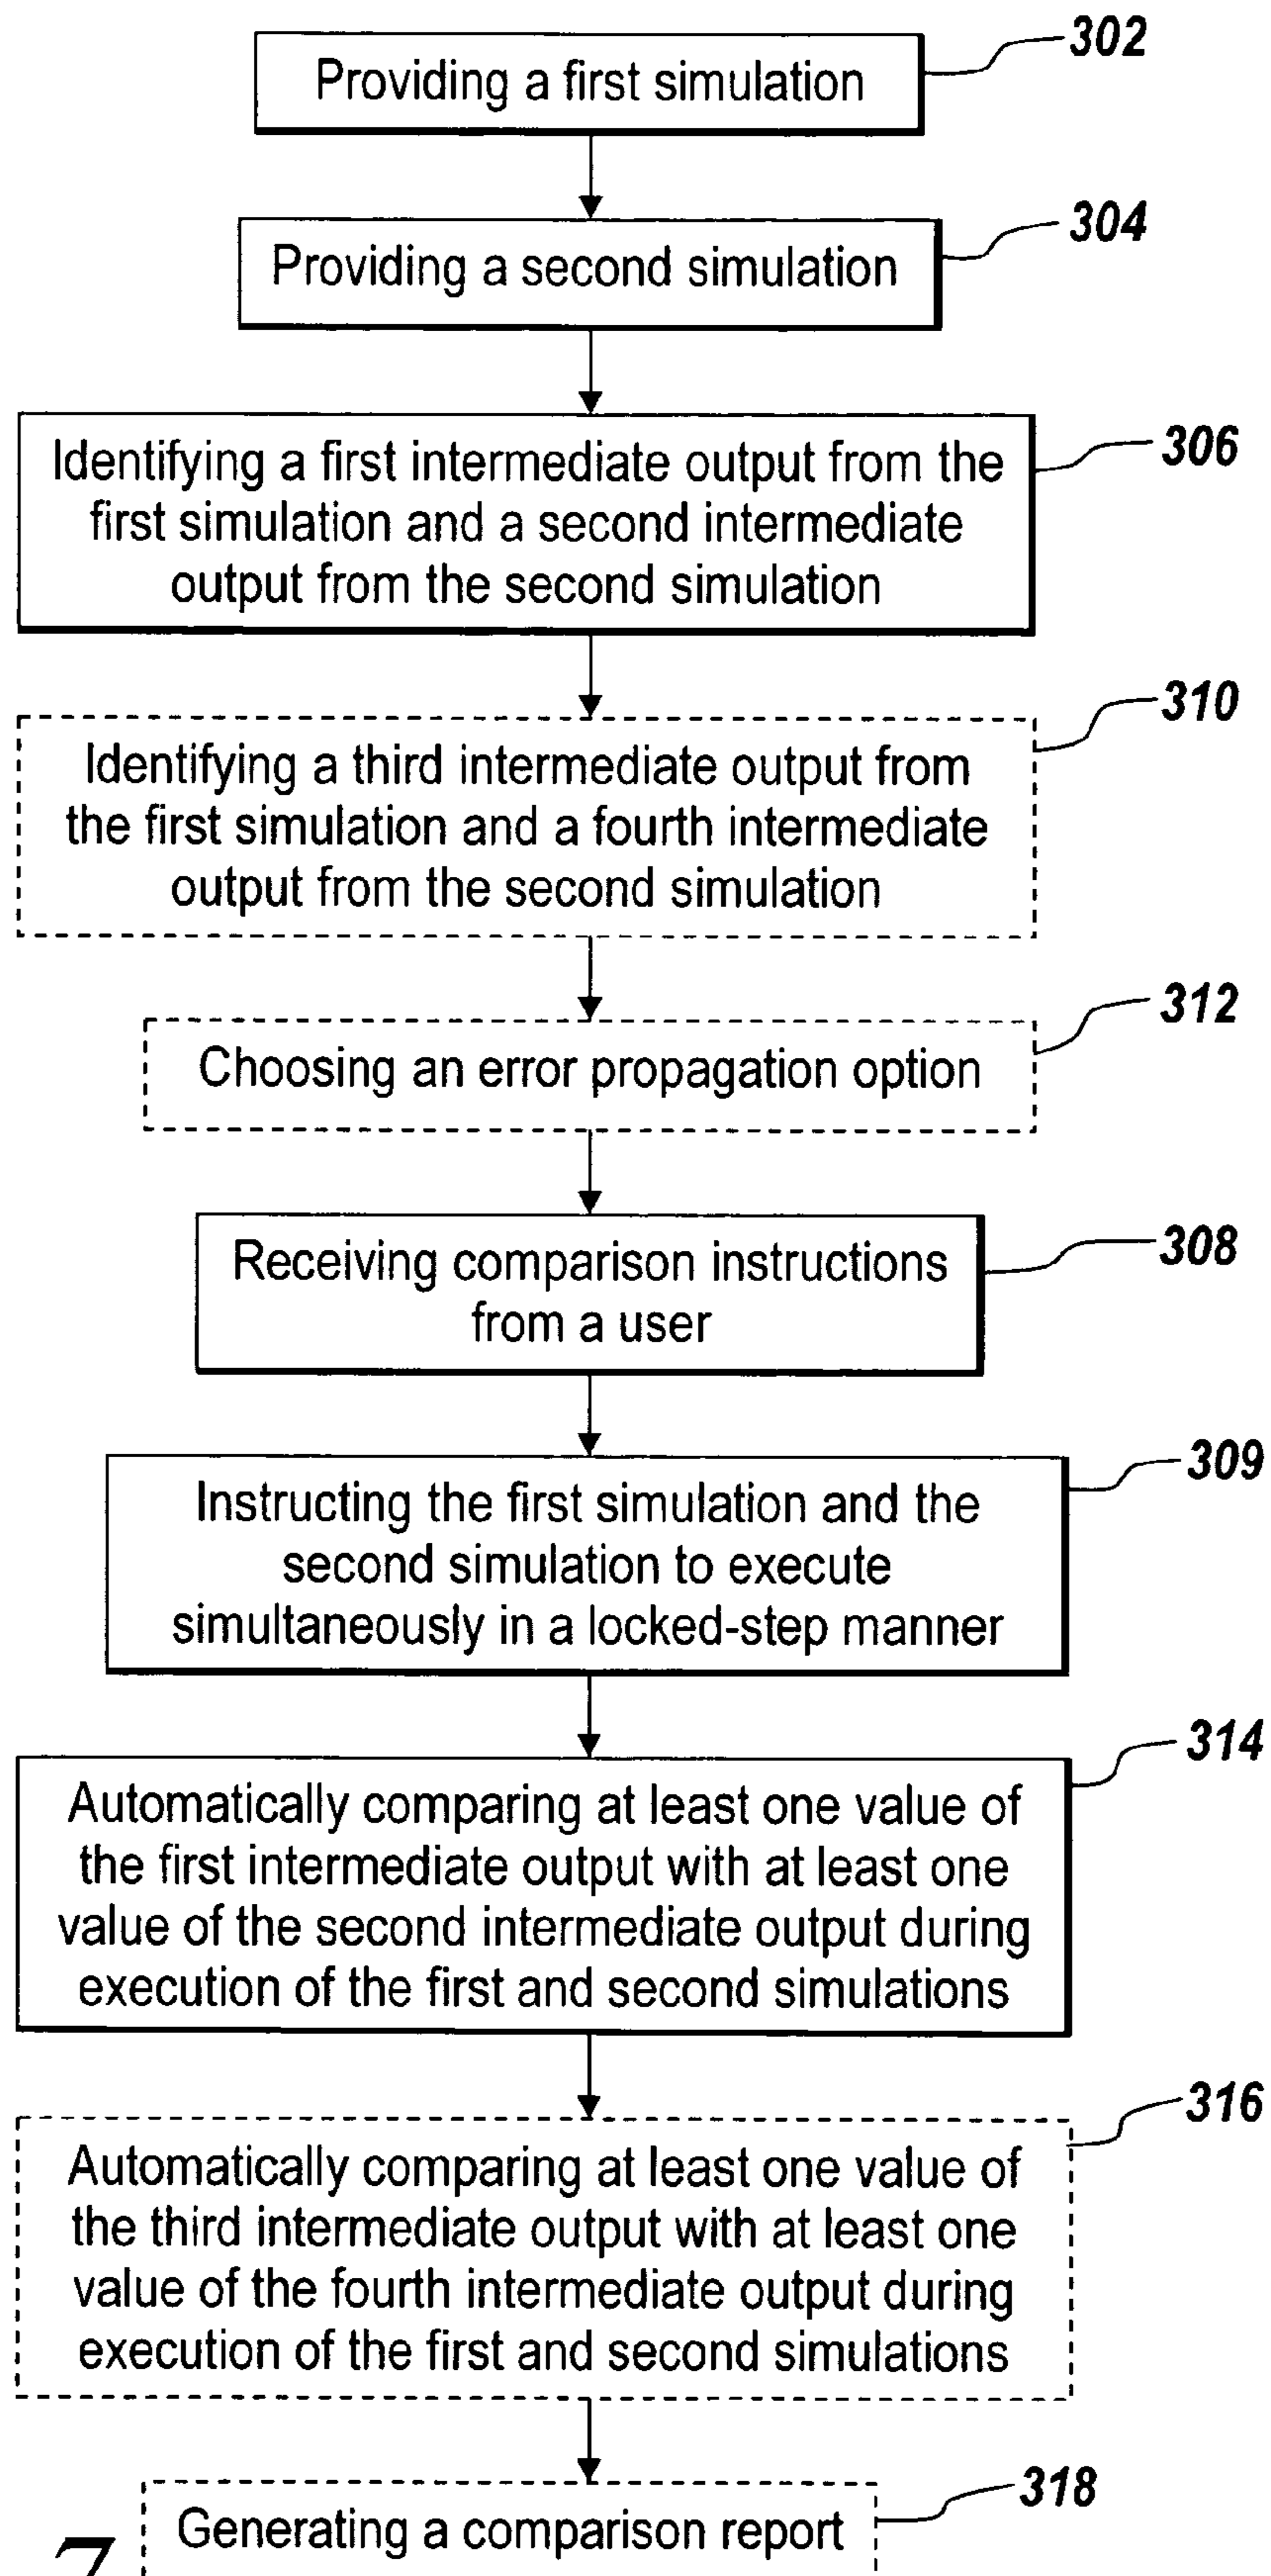 302
Providing a first simulation
304
Providing a second simulation
306
Identifying a first intermediate output from the
first simulation and a second intermediate
output from the second simulation
310
Identifying a third intermediate output from
the first simulation and a fourth intermediate
output from the second simulation
312
Choosing an error propagation option
308
Receiving comparison instructions
from a user
309
Instructing the first simulation and the
second simulation to execute
simultaneously in a locked-step manner
314
Automatically comparing at least one value of
the first intermediate output with at least one
value of the second intermediate output during
execution of the first and second simulations
316
Automatically comparing at least one value of
the third intermediate output with at least one
value of the fourth intermediate output during
execution of the first and second simulations
318
Generating a comparison report